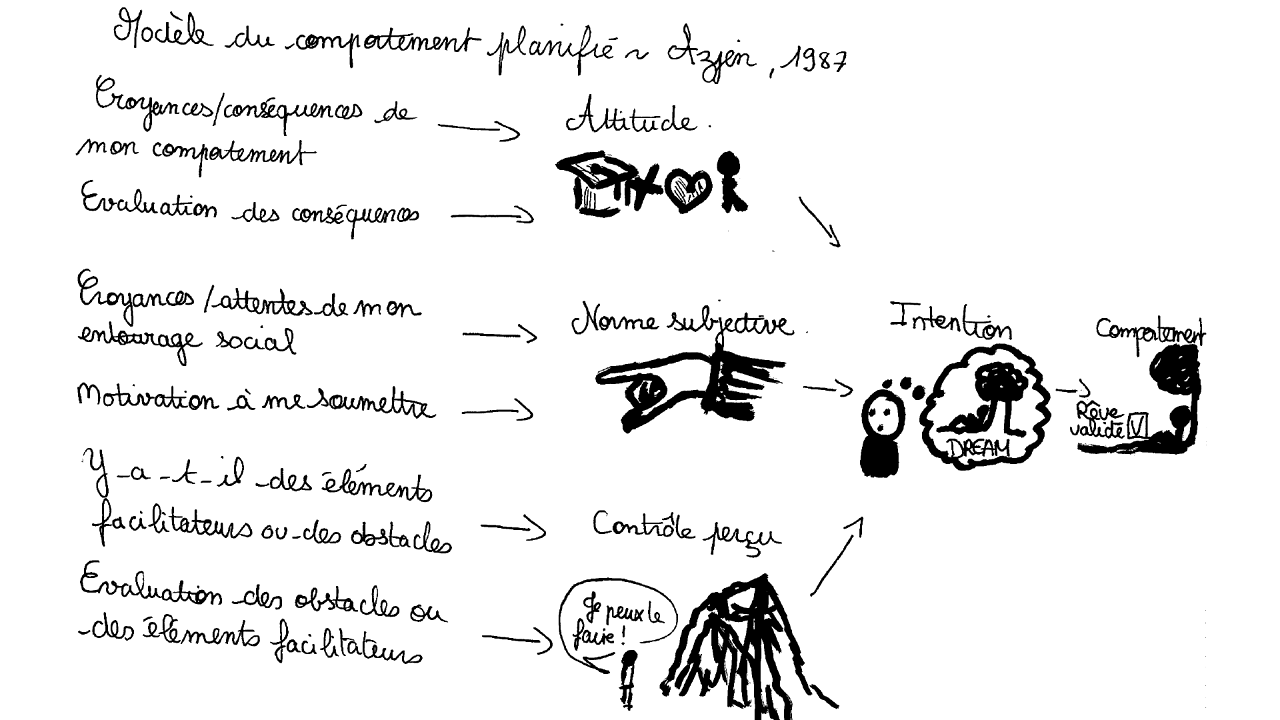 Modèle du comportement planifié ~ Azjen, 1987
Croyances/conséquences de
mon comportement
Attitude.
Evaluation des conséquences
Croyances/attentes de mon
entourage social
Norme subjective.
Motivation à me soumettre
Intention
DREAM
Comportement
Rêve
validé V
Y-a-t-il des éléments
facilitateurs ou des obstacles
Contrôle perçu
Evaluation des obstacles ou
des éléments facilitateurs
Je peux le
faire !